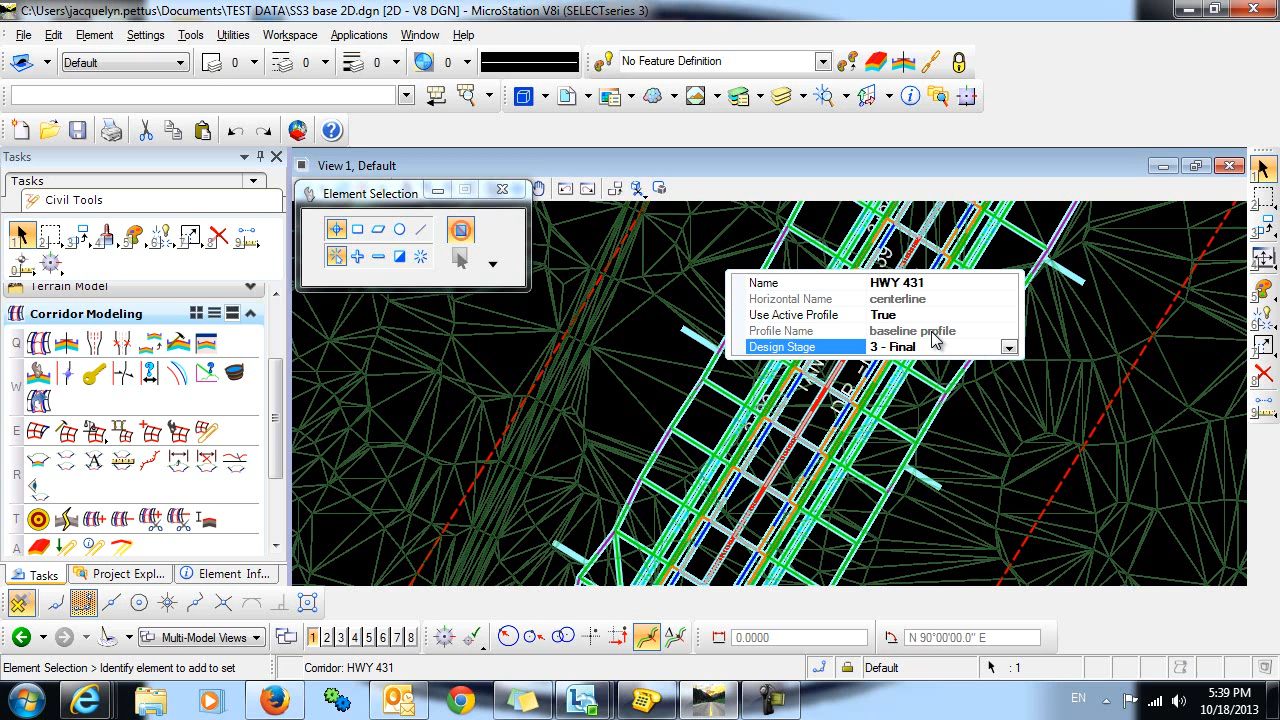 C:\Users\jacquelyn.pettus\Documents\TEST DATA\SS3 base 2D.dgn [2D - V8 DGN] - MicroStation V8i (SELECTseries 3)
File Edit Element Settings Tools Utilities Workspace Applications Window Help
Default 0 0 0 0 No Feature Definition
Tasks
View 1, Default
Tasks
Civil Tools
Element Selection
Terrain Model
Corridor Modeling
Q
W
E
R
T
A
Name HWY 431
Horizontal Name centerline
Use Active Profile True
Profile Name baseline profile
Design Stage 3 - Final
Tasks Project Expl... Element Inf...
Multi-Model Views 1 2 3 4 5 6 7 8 0.0000 N 90°00'00.0" E
Element Selection > Identify element to add to set Corridor: HWY 431 Default : 1
EN 5:39 PM
10/18/2013